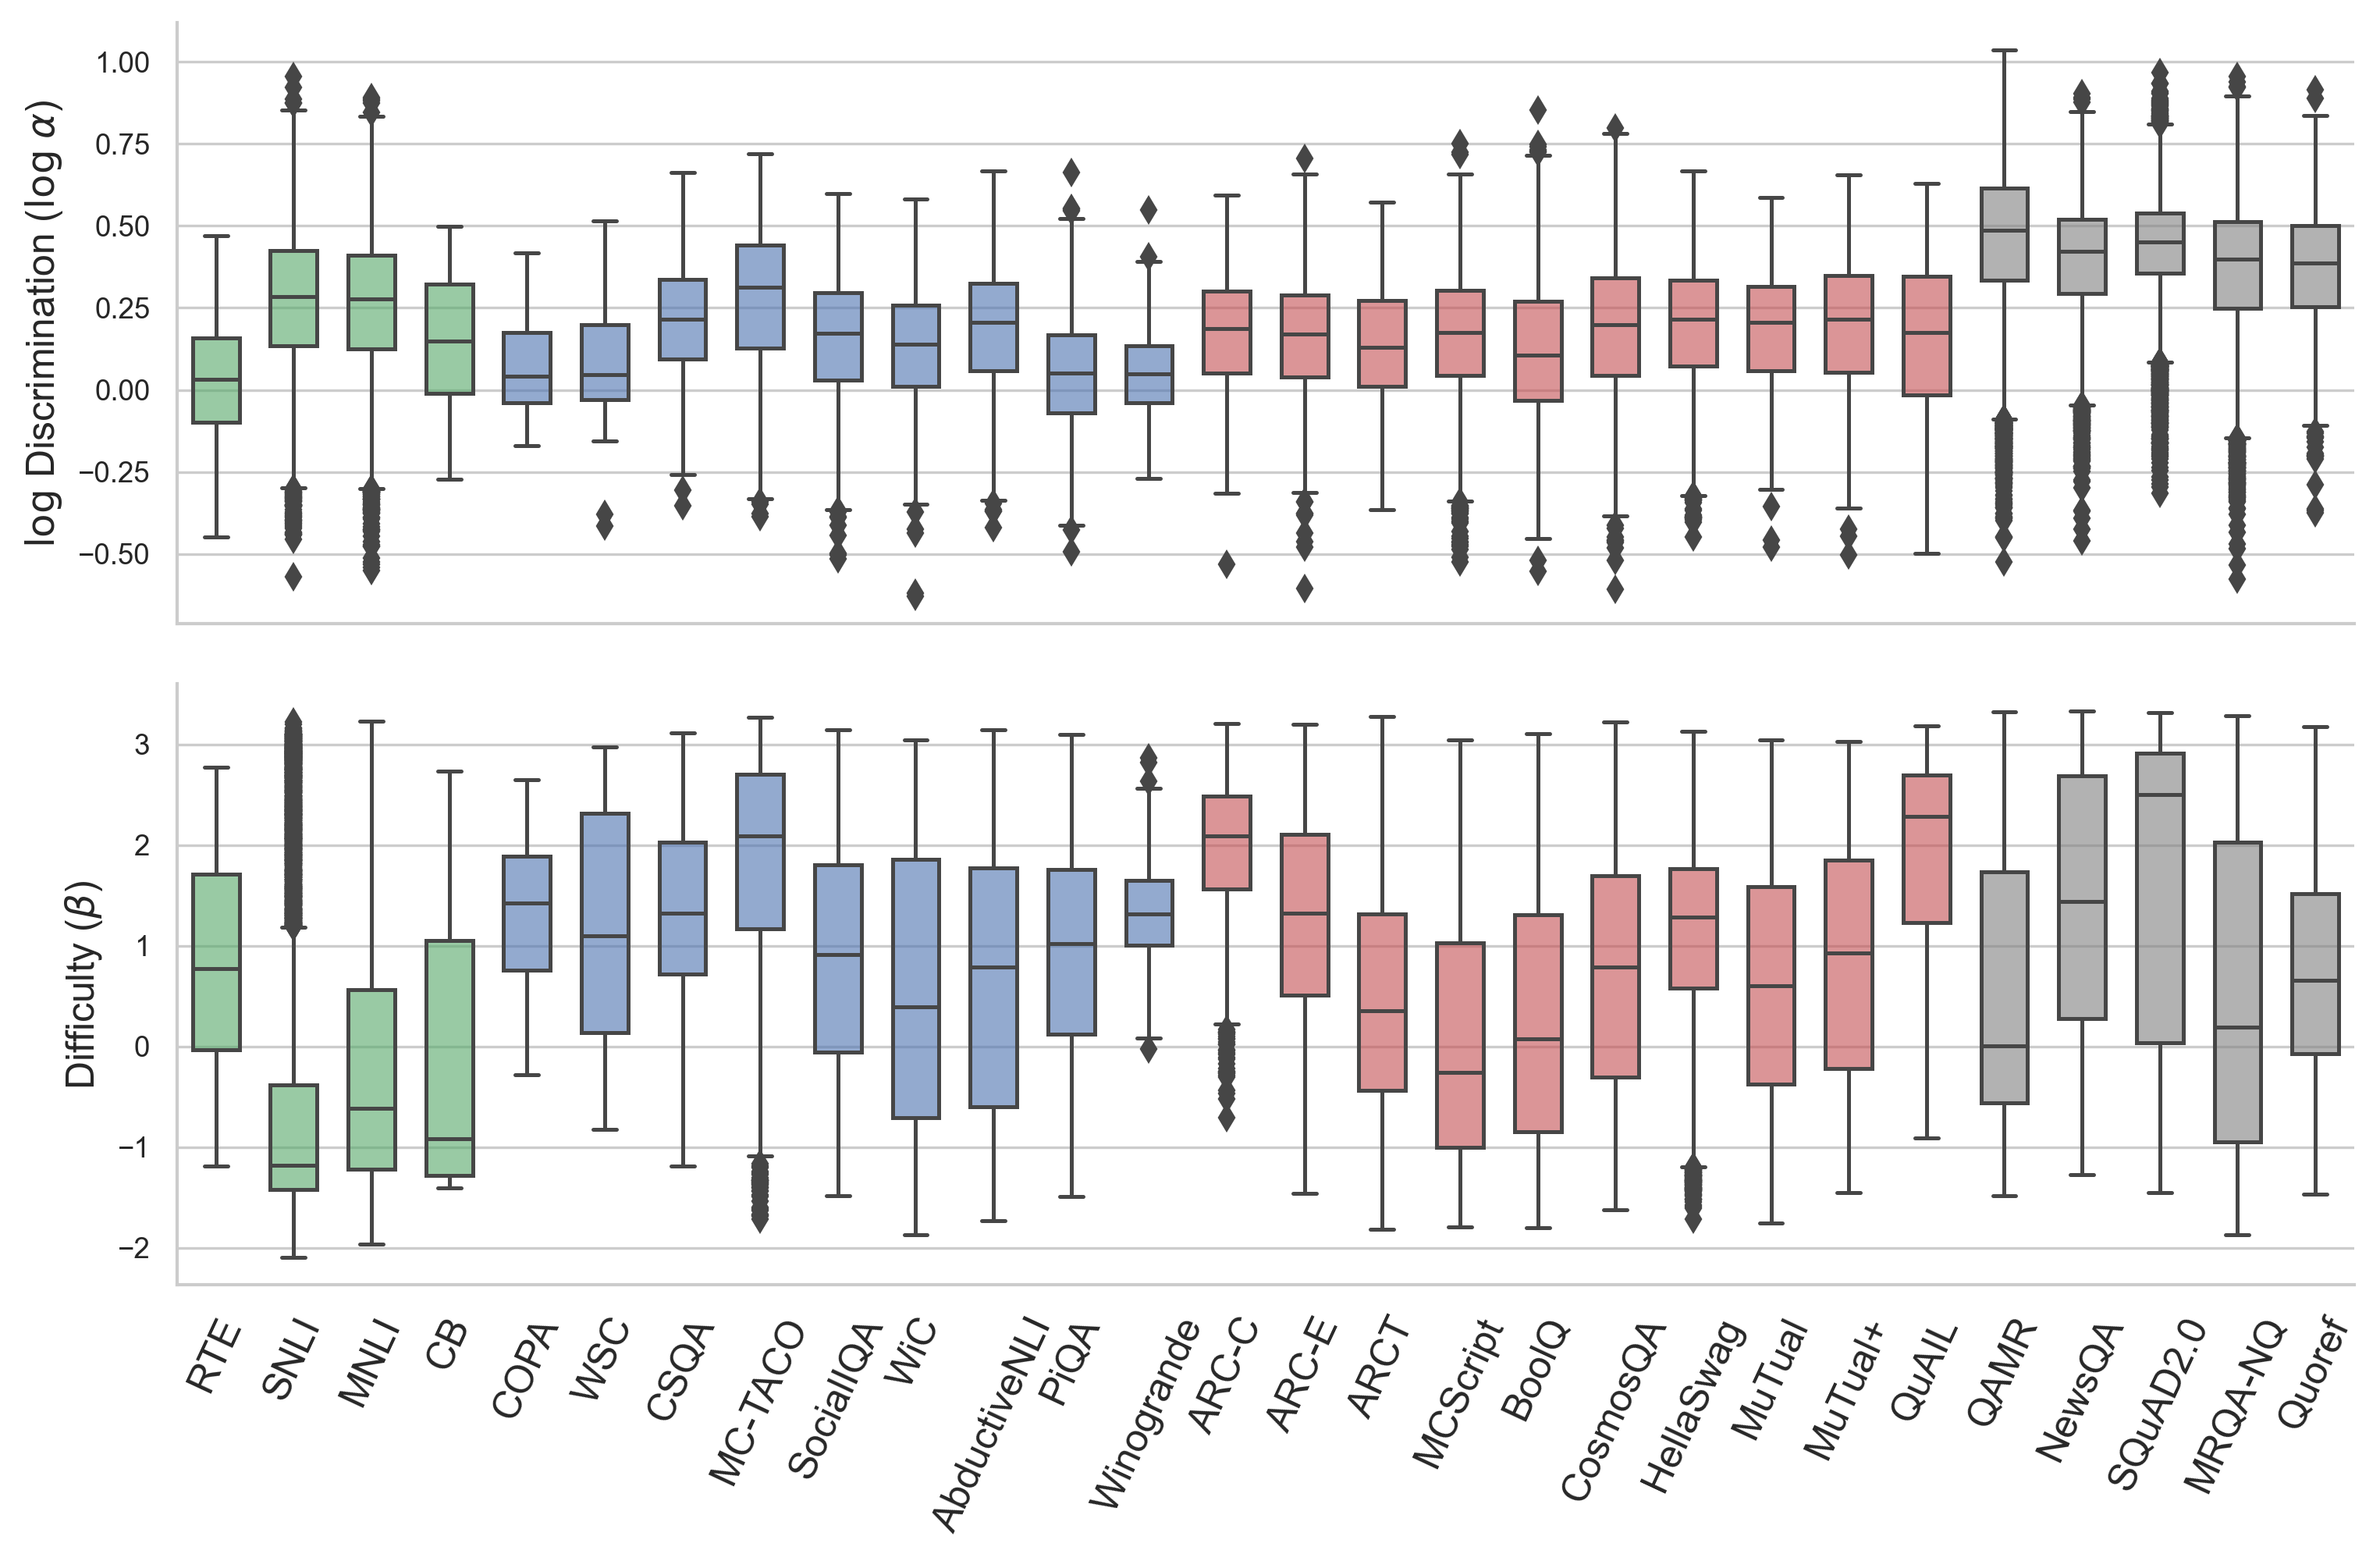 log Discrimination (log α)
1.00
0.75
0.50
0.25
0.00
−0.25
−0.50
Difficulty (β)
3
2
1
0
−1
−2
RTE
SNLI
MNLI
CB
COPA
WSC
CSQA
MC-TACO
SocialIQA
WiC
AbductiveNLI
PiQA
Winogrande
ARC-C
ARC-E
ARCT
MCScript
BoolQ
CosmosQA
HellaSwag
MuTual
MuTual+
QuAIL
QAMR
NewsQA
SQuAD2.0
MRQA-NQ
Quoref